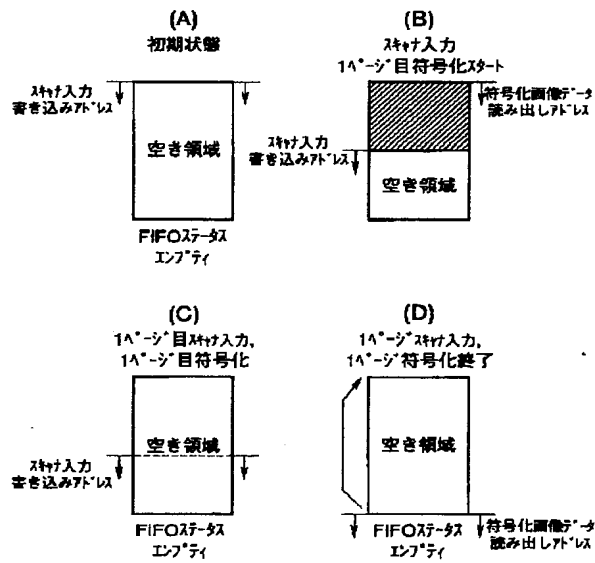 (A)
初期状態
スキャナ入力
書き込みアドレス
空き領域
FIFOステータス
エンプティ
(B)
スキャナ入力
1ページ目符号化スタート
符号化画像データ
読み出しアドレス
スキャナ入力
書き込みアドレス
空き領域
(C)
1ページ目スキャナ入力,
1ページ目符号化
空き領域
スキャナ入力
書き込みアドレス
FIFOステータス
エンプティ
(D)
1ページスキャナ入力,
1ページ符号化終了
空き領域
FIFOステータス
エンプティ
符号化画像データ
読み出しアドレス